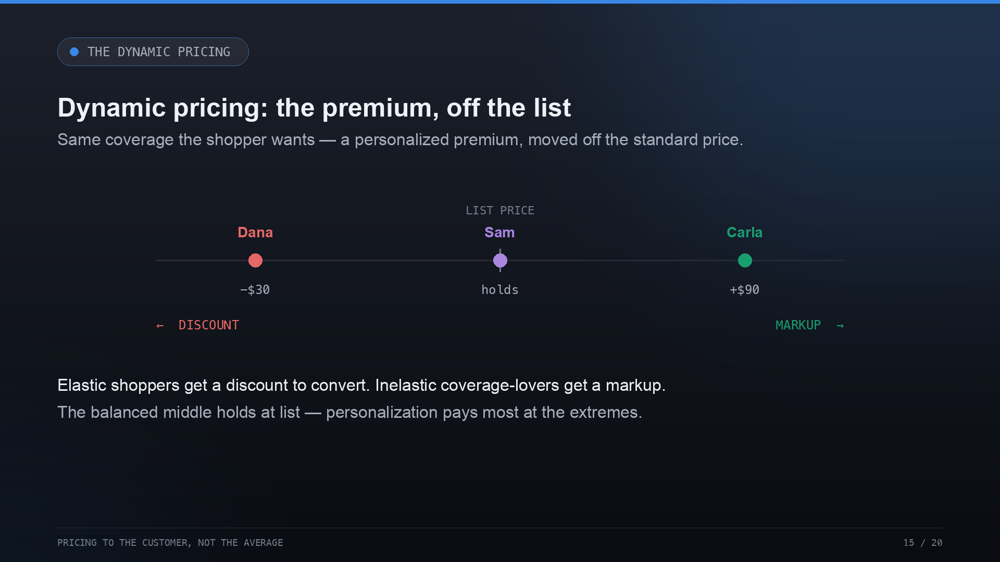 THE DYNAMIC PRICING
Dynamic pricing: the premium, off the list
Same coverage the shopper wants — a personalized premium, moved off the standard price.
LIST PRICE
Dana Sam Carla
−$30 holds +$90
← DISCOUNT MARKUP →
Elastic shoppers get a discount to convert. Inelastic coverage-lovers get a markup.
The balanced middle holds at list — personalization pays most at the extremes.
PRICING TO THE CUSTOMER, NOT THE AVERAGE 15 / 20